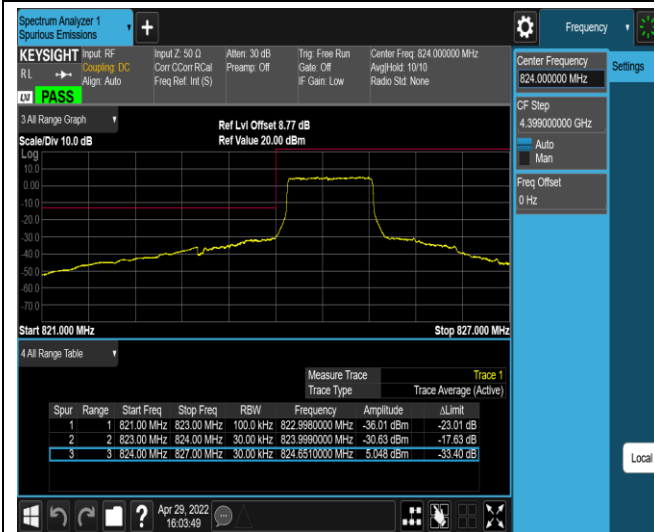 Spectrum Analyzer 1
Spurious Emissions
Frequency
KEYSIGHT Input: RF Input Z: 50 Ω Atten: 30 dB Trig: Free Run Center Freq: 824.000000 MHz
RL Coupling: DC Corr CCorr RCal Preamp: Off Gate: Off Avg|Hold: 10/10
Align: Auto Freq Ref: Int (S) IF Gain: Low Radio Std: None
LXI PASS
Center Frequency
824.000000 MHz
Settings
CF Step
4.399000000 GHz
Auto
Man
Freq Offset
0 Hz
3 All Range Graph
Ref Lvl Offset 8.77 dB
Scale/Div 10.0 dB Ref Value 20.00 dBm
Log
10.0
0.00
-10.0
-20.0
-30.0
-40.0
-50.0
-60.0
-70.0
Start 821.000 MHz Stop 827.000 MHz
4 All Range Table
Measure Trace Trace 1
Trace Type Trace Average (Active)
Spur Range Start Freq Stop Freq RBW Frequency Amplitude ΔLimit
1 1 821.00 MHz 823.00 MHz 100.0 kHz 822.9980000 MHz -36.01 dBm -23.01 dB
2 2 823.00 MHz 824.00 MHz 30.00 kHz 823.9990000 MHz -30.63 dBm -17.63 dB
3 3 824.00 MHz 827.00 MHz 30.00 kHz 824.6510000 MHz 5.048 dBm -33.40 dB
Local
? Apr 29, 2022
16:03:49